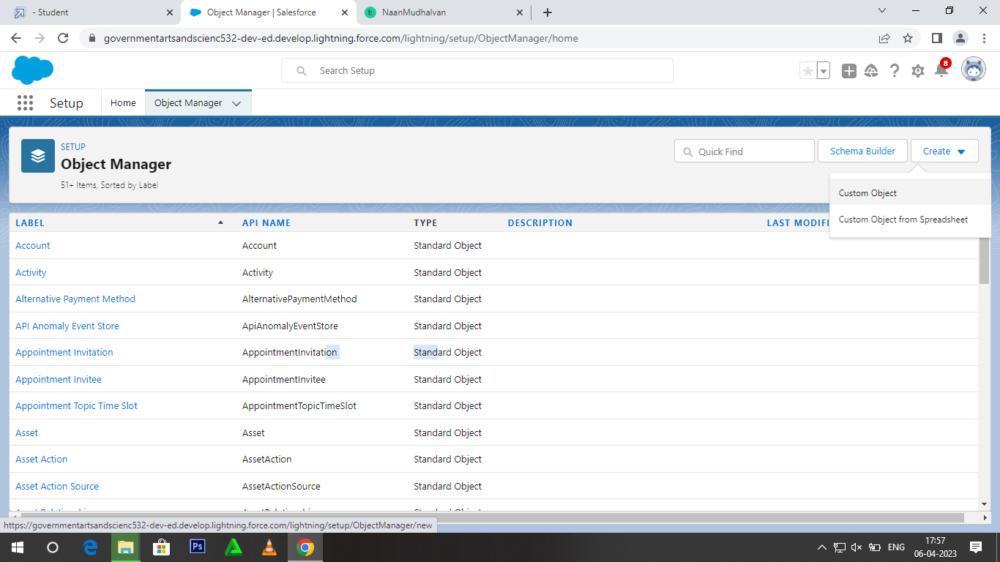 - Student
Object Manager | Salesforce
NaanMudhalvan
governmentartsandscienc532-dev-ed.develop.lightning.force.com/lightning/setup/ObjectManager/home
Search Setup
8
Setup
Home
Object Manager
SETUP
Object Manager
51+ Items, Sorted by Label
Quick Find
Schema Builder
Create
Custom Object
Custom Object from Spreadsheet
LABEL API NAME TYPE DESCRIPTION LAST MODIFI
Account Account Standard Object
Activity Activity Standard Object
Alternative Payment Method AlternativePaymentMethod Standard Object
API Anomaly Event Store ApiAnomalyEventStore Standard Object
Appointment Invitation AppointmentInvitation Standard Object
Appointment Invitee AppointmentInvitee Standard Object
Appointment Topic Time Slot AppointmentTopicTimeSlot Standard Object
Asset Asset Standard Object
Asset Action AssetAction Standard Object
Asset Action Source AssetActionSource Standard Object
https://governmentartsandscienc532-dev-ed.develop.lightning.force.com/lightning/setup/ObjectManager/new
Ps
ENG
17:57
06-04-2023